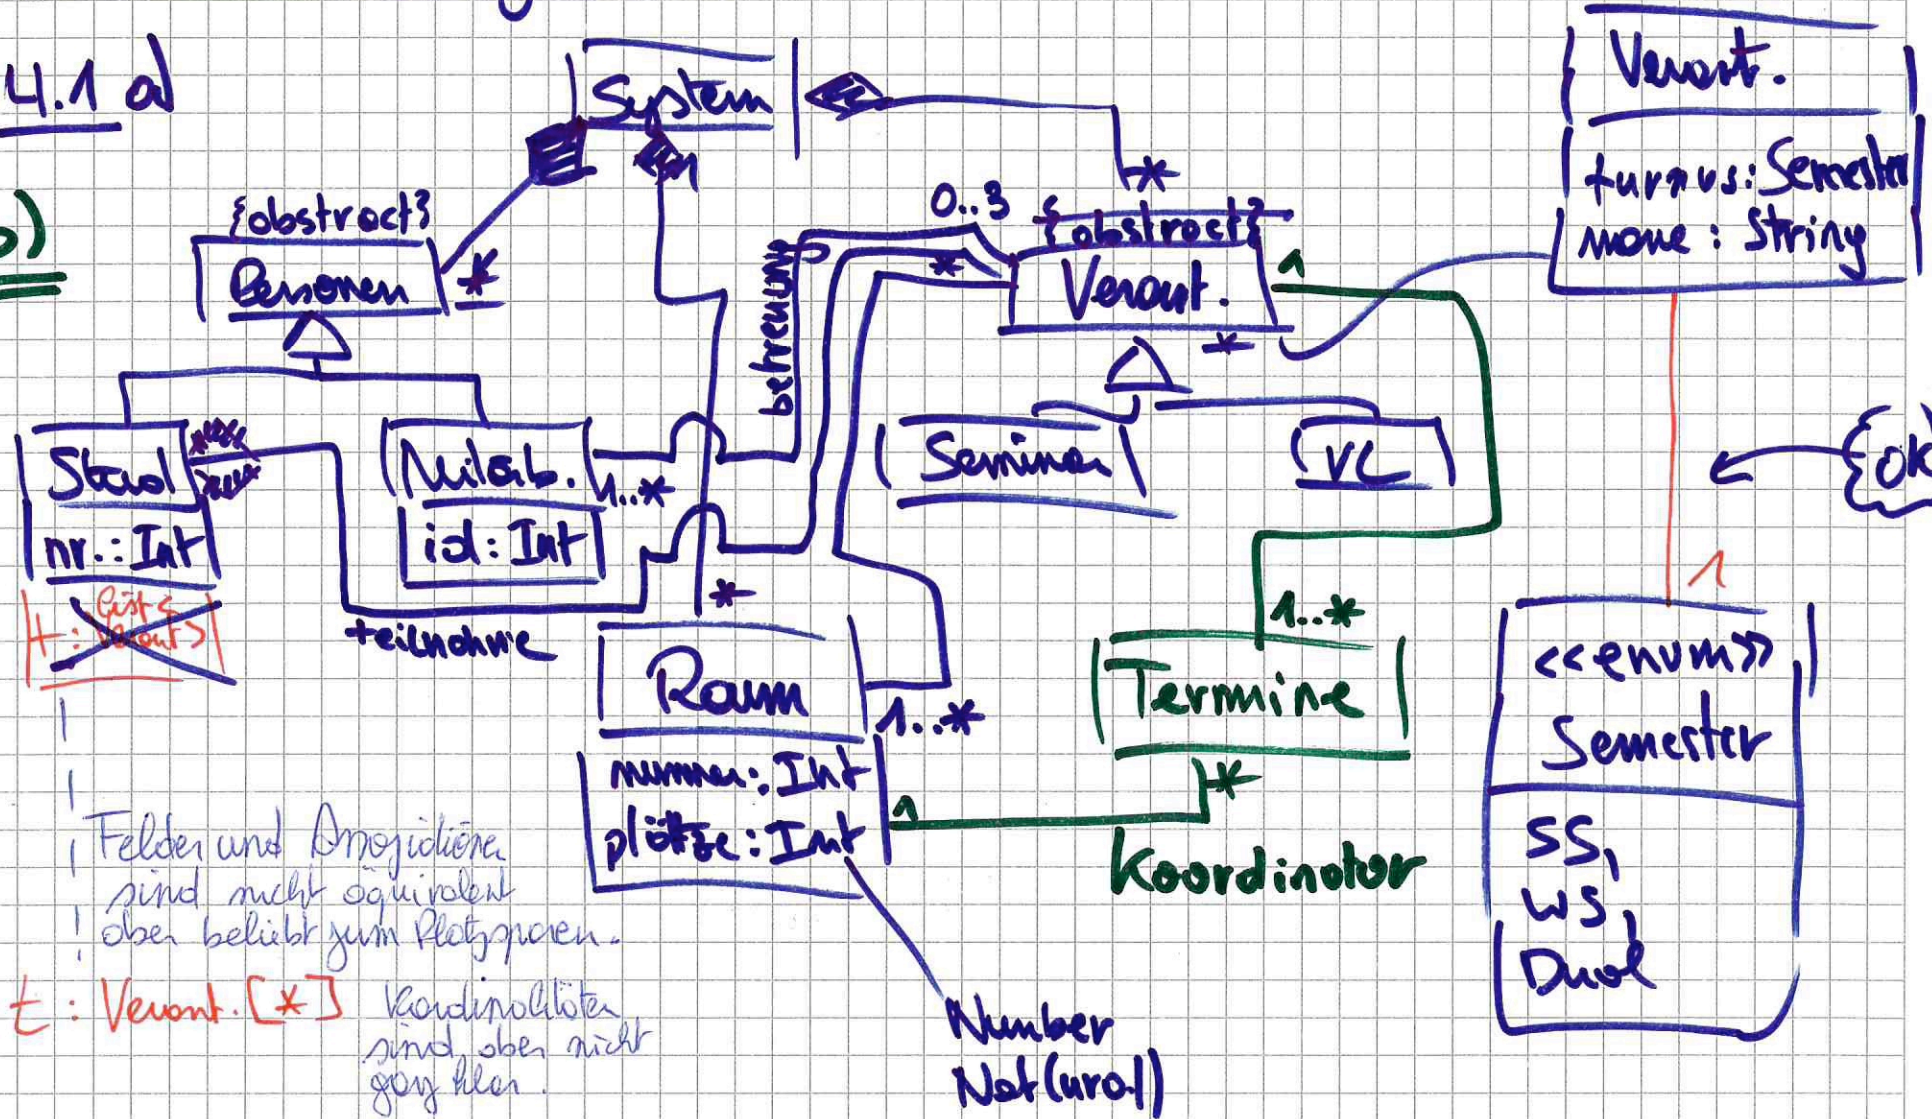 4.1 a)
b)
System
*
{abstract}
Personen
*
0..3
{abstract}
Veranst.
1
*
*
Veranst.
turnus: Semester
name: String
betreuung
Stud
nr.: Int
t: List<
Veranst>
Mitarb.
1..*
id: Int
Seminar
VL
OK
1
*
teilnahme
Raum
1..*
nummer: Int
plätze: Int
1..*
Termine
1
*
Koordinator
<<enum>>
Semester
SS,
WS,
Dual
Felder und Assoziationen
sind nicht äquivalent
aber beliebt zum Platzsparen.
t: Veranst. [*]
Kardinalitäten
sind aber nicht
ganz klar.
Number
Nat(ural)